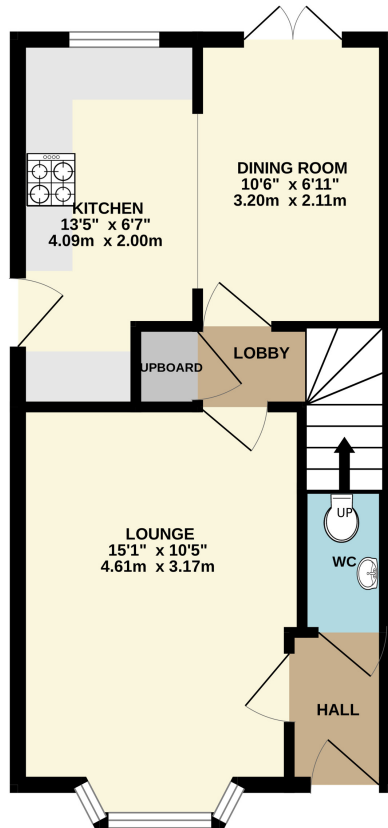 DINING ROOM
10'6" x 6'11"
3.20m x 2.11m
KITCHEN
13'5" x 6'7"
4.09m x 2.00m
LOBBY
UPBOARD
LOUNGE
15'1" x 10'5"
4.61m x 3.17m
UP
WC
HALL